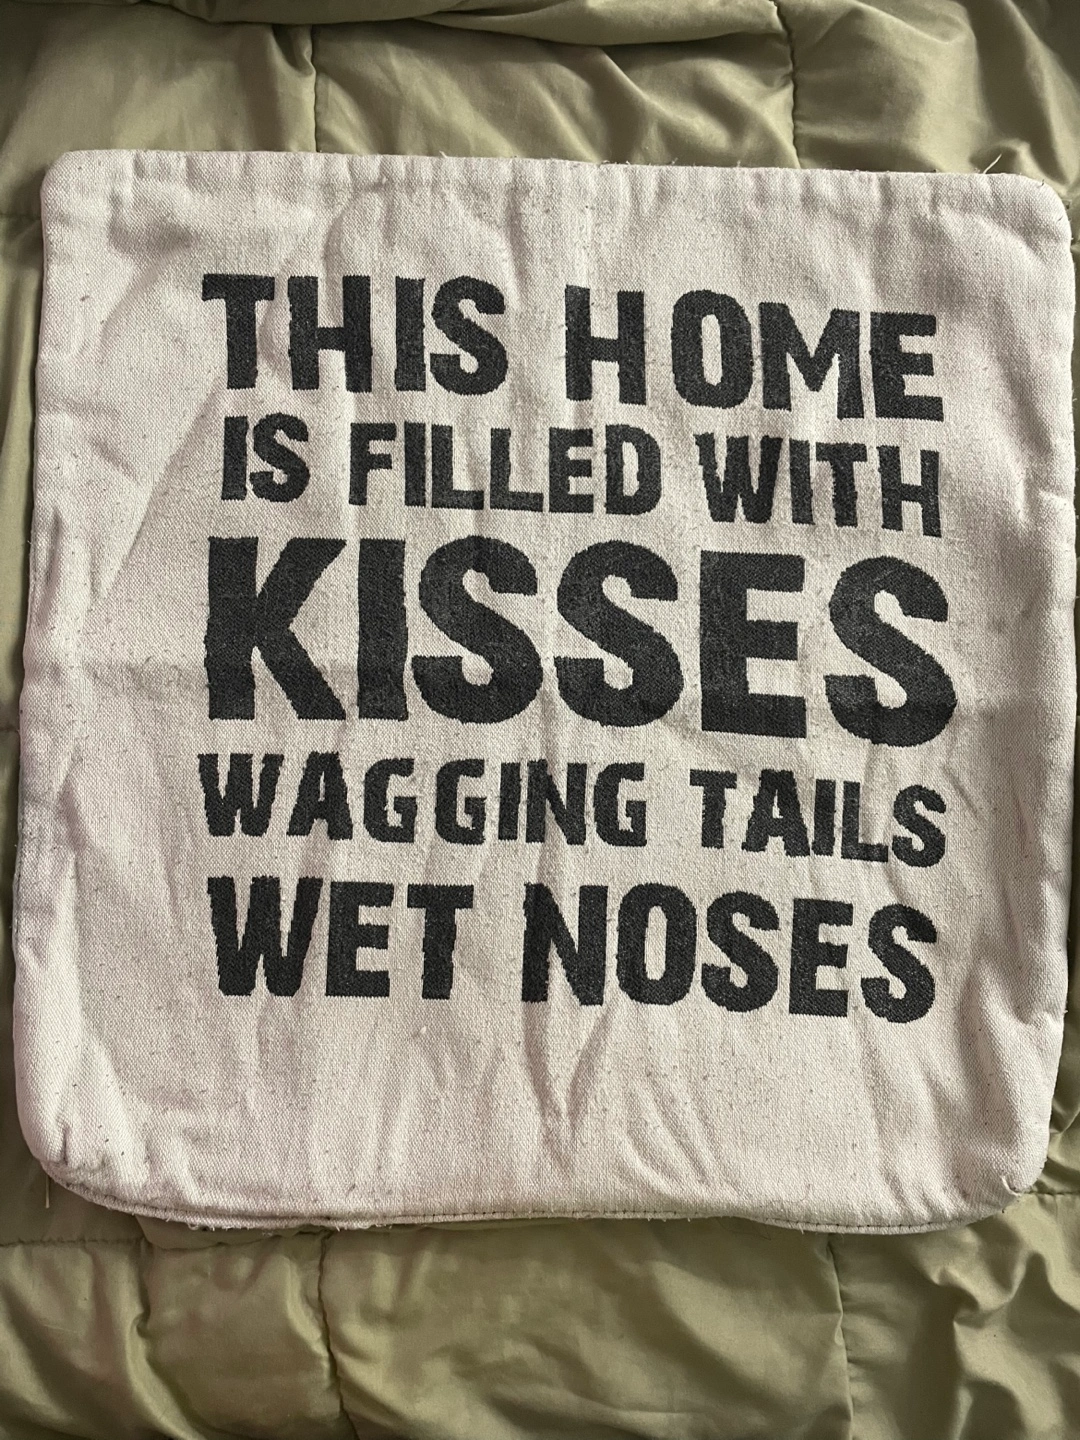 THIS HOME
IS FILLED WITH
KISSES
WAGGING TAILS
WET NOSES